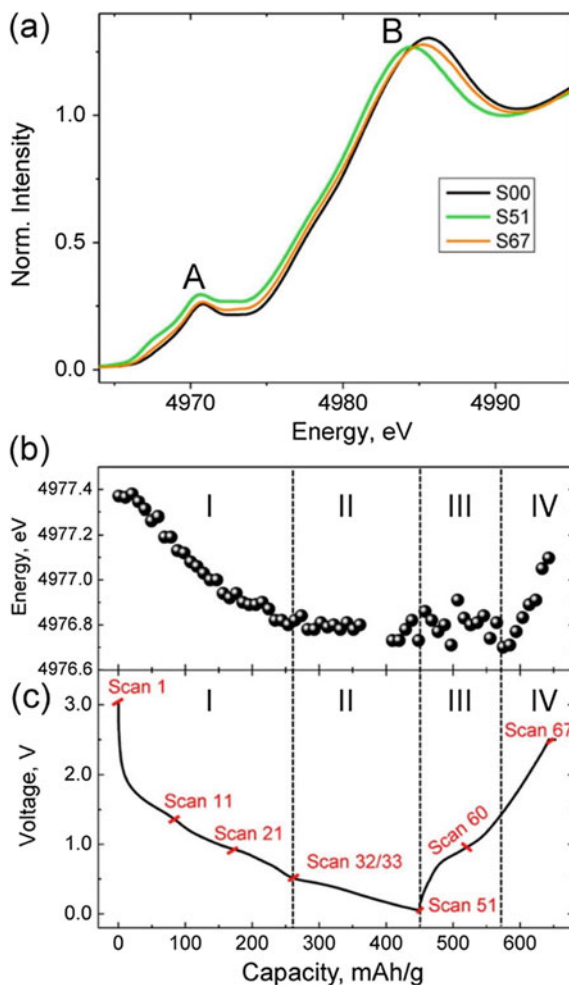 (a)
B
A
1.0
0.5
0.0
Norm. Intensity
S00
S51
S67
4970
4980
4990
Energy, eV
(b)
4977.4
4977.2
4977.0
4976.8
4976.6
Energy, eV
I
II
III
IV
(c)
Scan 1
I
II
III
IV
3.0
2.0
1.0
0.0
Voltage, V
Scan 67
Scan 11
Scan 21
Scan 32/33
Scan 60
Scan 51
0
100
200
300
400
500
600
Capacity, mAh/g